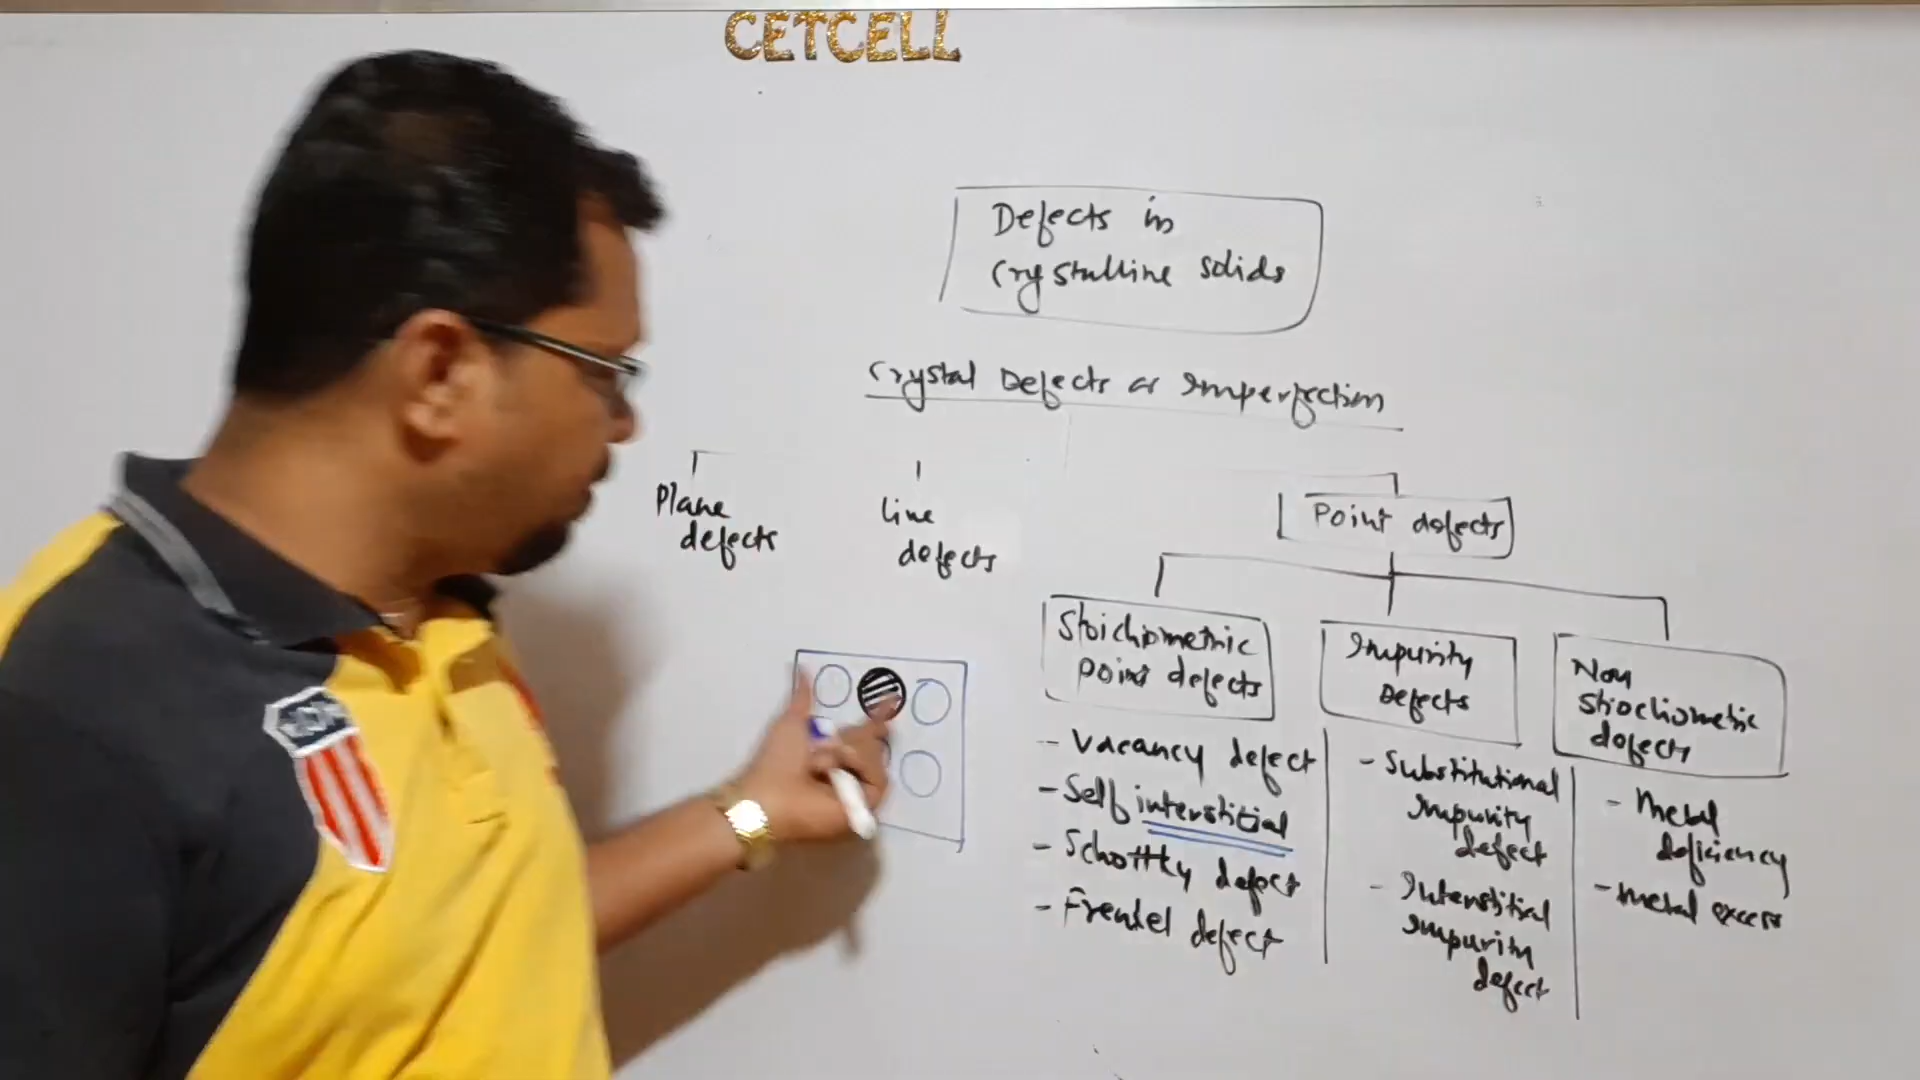 CETCELL
Defects in
Crystalline solids
Crystal Defects or Imperfection
Plane
defects
line
defects
Point defects
Stoichiometric
point defects
Impurity
Defects
Non
Stiochiometric
defects
- Vacancy defect
- Self interstitial
- Schottky defect
- Frenkel defect
- Substitutional
impurity
defect
- Interstitial
impurity
defect
- Metal
deficiency
- metal excess